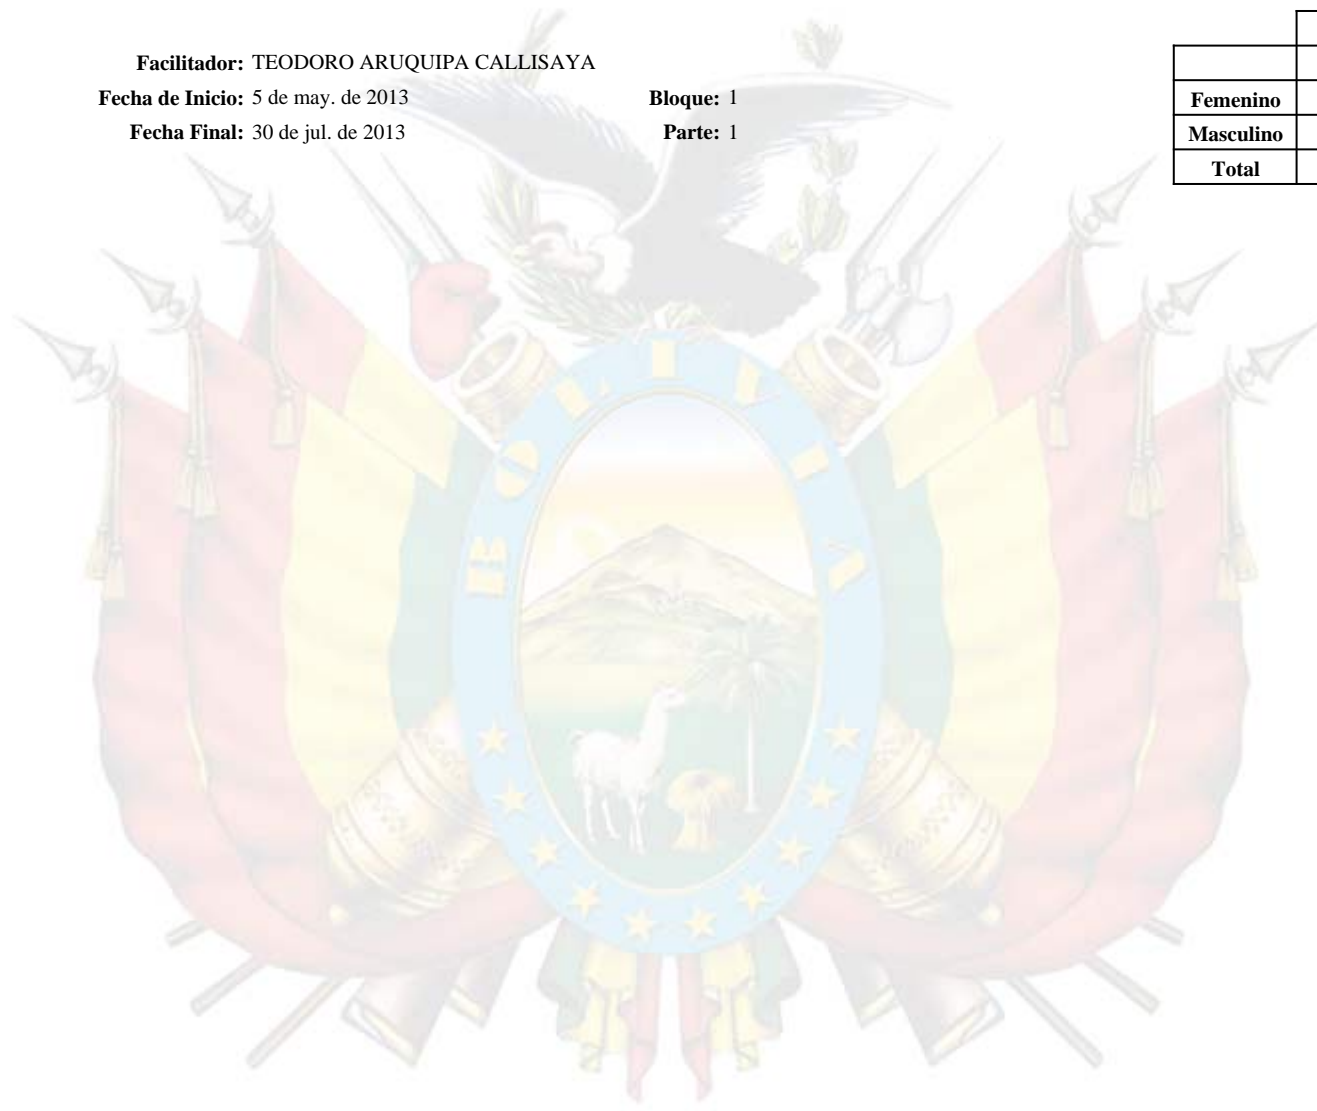 Facilitador: TEODORO ARUQUIPA CALLISAYA
Fecha de Inicio: 5 de may. de 2013 Bloque: 1
Fecha Final: 30 de jul. de 2013 Parte: 1
Femenino
Masculino
Total
BOLIVIA